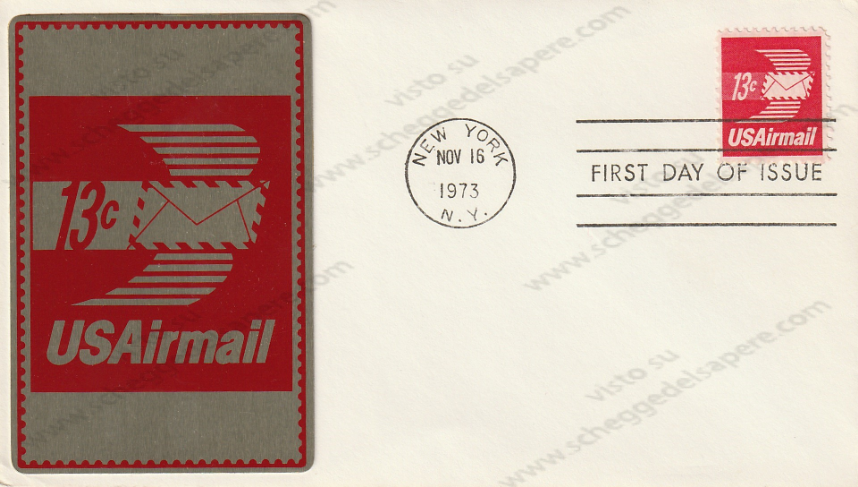 13c
USAirmail
NEW YORK
NOV 16
1973
N.Y.
13c
USAirmail
FIRST DAY OF ISSUE
visto su
www.scheggedelsapere.com
visto su
www.scheggedelsapere.com
visto su
www.scheggedelsapere.com
visto su
www.scheggedelsapere.com